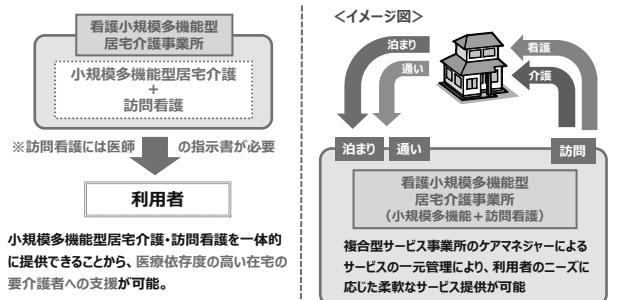 看護小規模多機能型
居宅介護事業所
小規模多機能型居宅介護
+
訪問看護
※訪問看護には医師 の指示書が必要
利用者
小規模多機能型居宅介護・訪問看護を一体的
に提供できることから、医療依存度の高い在宅の
要介護者への支援が可能。
＜イメージ図＞
泊まり
通い
看護
介護
泊まり
通い
訪問
看護小規模多機能型
居宅介護事業所
（小規模多機能＋訪問看護）
複合型サービス事業所のケアマネジャーによる
サービスの一元管理により、利用者のニーズに
応じた柔軟なサービス提供が可能